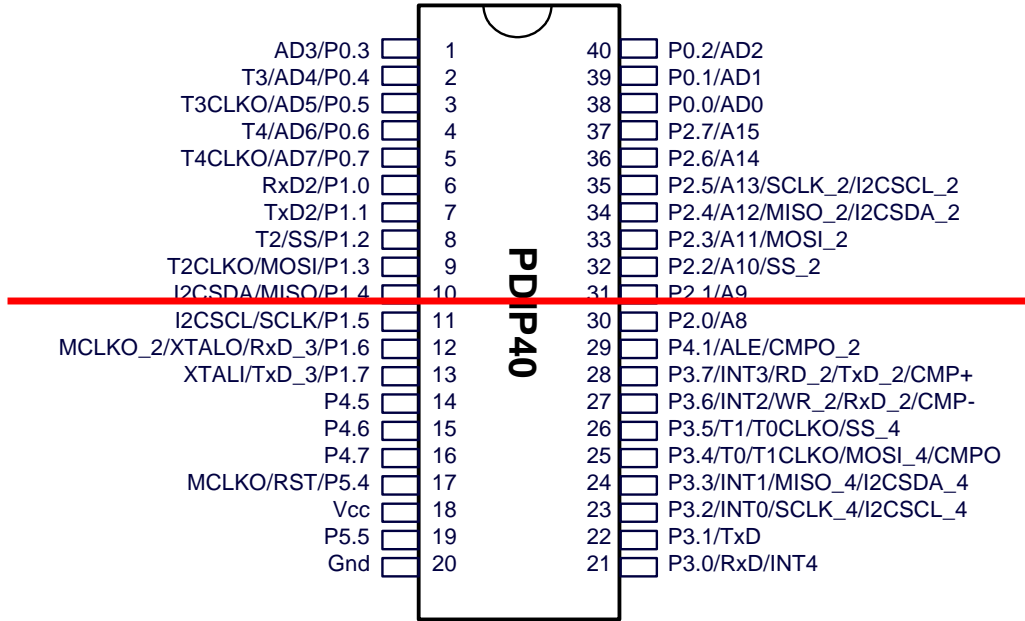 AD3/P0.3 1 40 P0.2/AD2
T3/AD4/P0.4 2 39 P0.1/AD1
T3CLKO/AD5/P0.5 3 38 P0.0/AD0
T4/AD6/P0.6 4 37 P2.7/A15
T4CLKO/AD7/P0.7 5 36 P2.6/A14
RxD2/P1.0 6 35 P2.5/A13/SCLK_2/I2CSCL_2
TxD2/P1.1 7 34 P2.4/A12/MISO_2/I2CSDA_2
T2/SS/P1.2 8 33 P2.3/A11/MOSI_2
T2CLKO/MOSI/P1.3 9 32 P2.2/A10/SS_2
I2CSDA/MISO/P1.4 10 31 P2.1/A9
I2CSCL/SCLK/P1.5 11 30 P2.0/A8
MCLKO_2/XTALO/RxD_3/P1.6 12 29 P4.1/ALE/CMPO_2
XTALI/TxD_3/P1.7 13 28 P3.7/INT3/RD_2/TxD_2/CMP+
P4.5 14 27 P3.6/INT2/WR_2/RxD_2/CMP-
P4.6 15 26 P3.5/T1/T0CLKO/SS_4
P4.7 16 25 P3.4/T0/T1CLKO/MOSI_4/CMPO
MCLKO/RST/P5.4 17 24 P3.3/INT1/MISO_4/I2CSDA_4
Vcc 18 23 P3.2/INT0/SCLK_4/I2CSCL_4
P5.5 19 22 P3.1/TxD
Gnd 20 21 P3.0/RxD/INT4
PDIP40